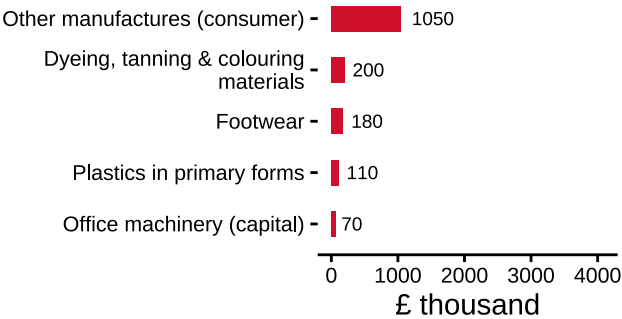 Other manufactures (consumer) 1050
Dyeing, tanning & colouring
materials 200
Footwear 180
Plastics in primary forms 110
Office machinery (capital) 70
0 1000 2000 3000 4000
£ thousand